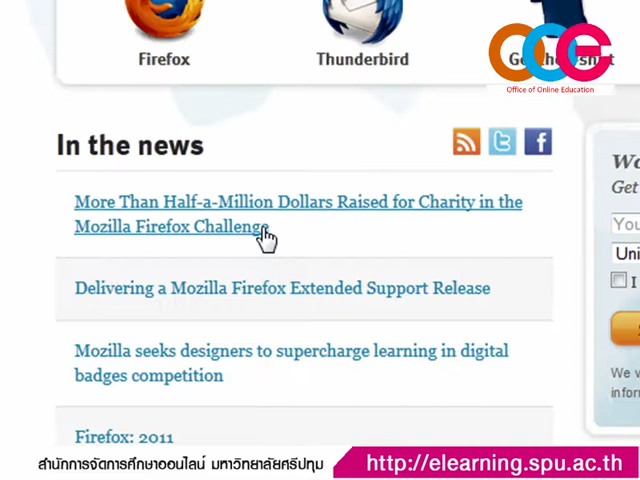 Firefox
Thunderbird
Office of Online Education
In the news
More Than Half-a-Million Dollars Raised for Charity in the
Mozilla Firefox Challenge
Get
Delivering a Mozilla Firefox Extended Support Release
I
Mozilla seeks designers to supercharge learning in digital
badges competition
Firefox: 2011
สำนักการจัดการศึกษาออนไลน์ มหาวิทยาลัยศรีปทุม
http://elearning.spu.ac.th